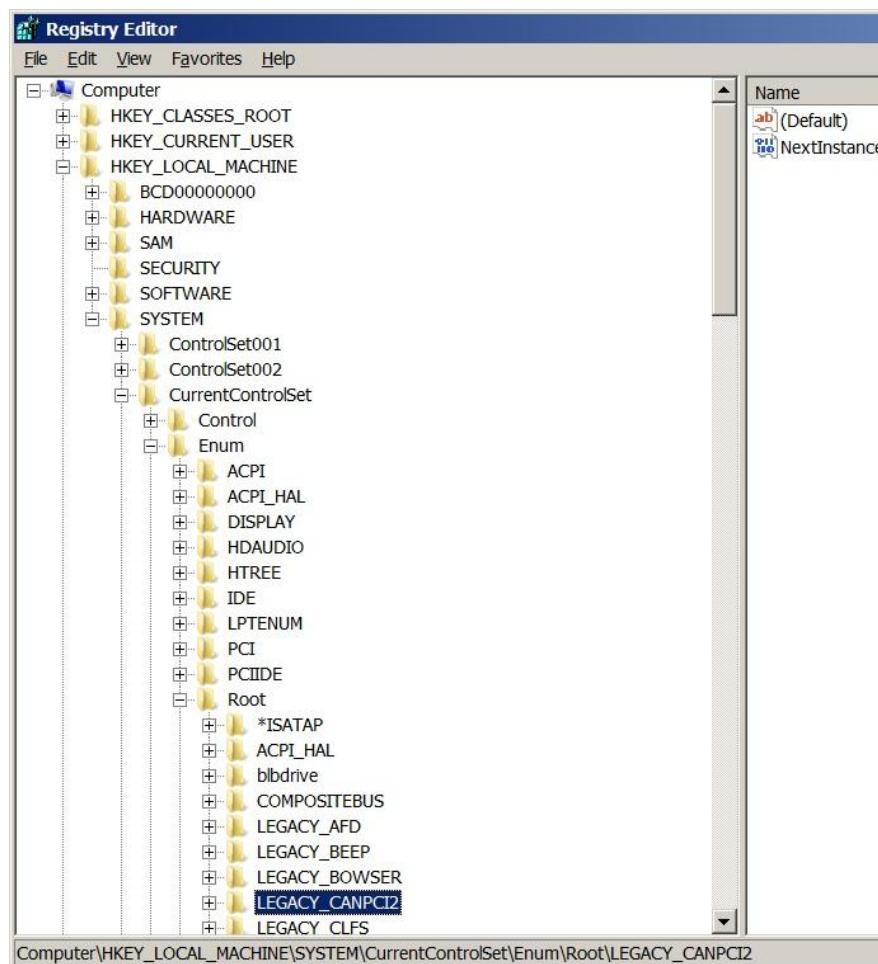 Registry Editor
File Edit View Favorites Help
Computer
HKEY_CLASSES_ROOT
HKEY_CURRENT_USER
HKEY_LOCAL_MACHINE
BCD00000000
HARDWARE
SAM
SECURITY
SOFTWARE
SYSTEM
ControlSet001
ControlSet002
CurrentControlSet
Control
Enum
ACPI
ACPI_HAL
DISPLAY
HDAUDIO
HTREE
IDE
LPTENUM
PCI
PCIIDE
Root
*ISATAP
ACPI_HAL
blbdrive
COMPOSITEBUS
LEGACY_AFD
LEGACY_BEEP
LEGACY_BOWSER
LEGACY_CANPCI2
LEGACY_CLFS
Name
(Default)
NextInstance
Computer\HKEY_LOCAL_MACHINE\SYSTEM\CurrentControlSet\Enum\Root\LEGACY_CANPCI2